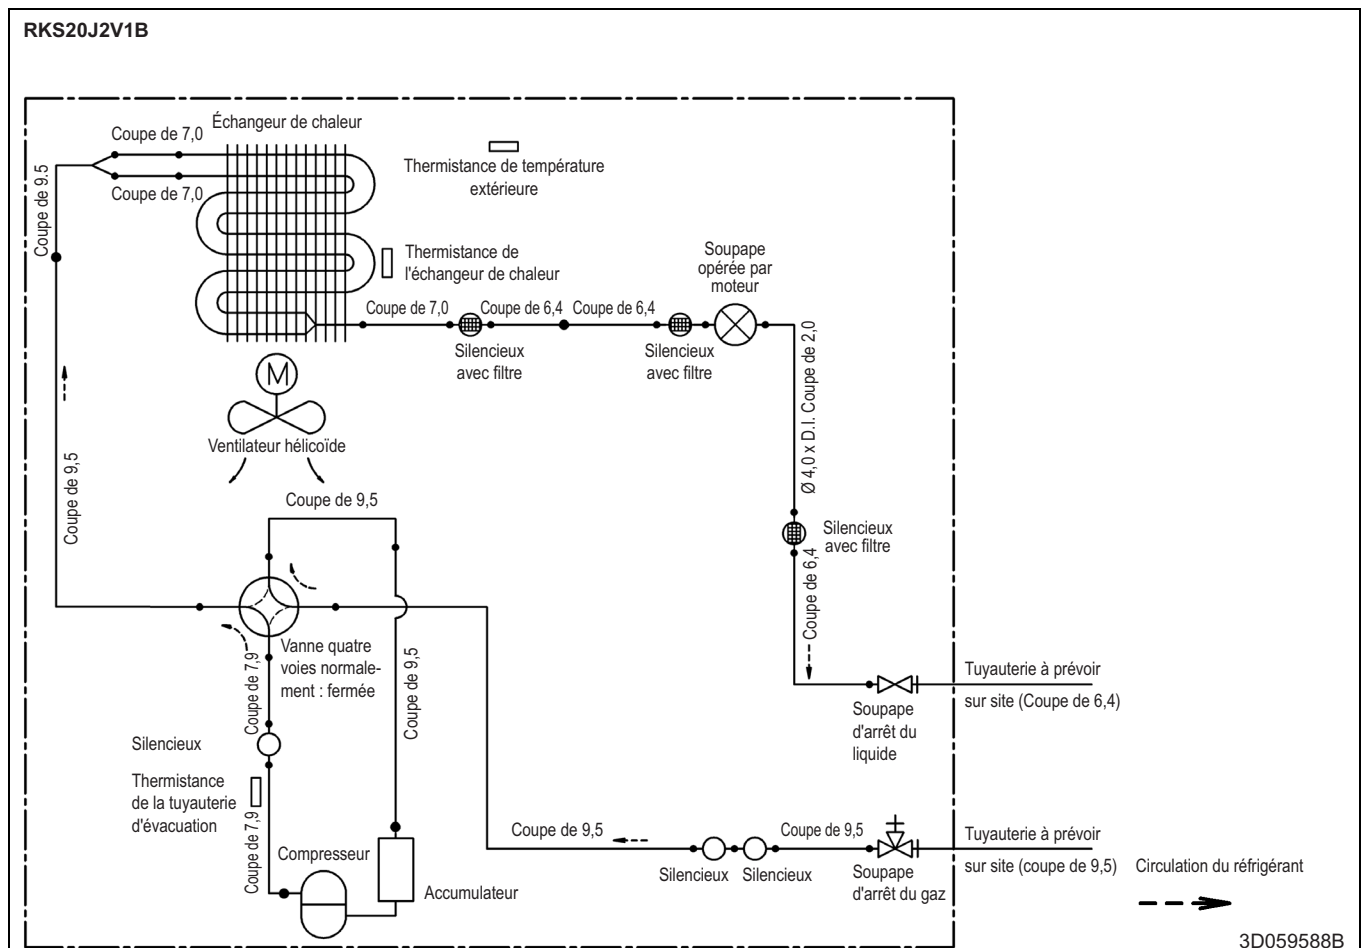 RKS20J2V1B
Échangeur de chaleur
Coupe de 7,0
Coupe de 7,0
Coupe de 9.5
Thermistance de température
extérieure
Thermistance de
l'échangeur de chaleur
Soupape
opérée par
moteur
Coupe de 7,0
Coupe de 6,4
Coupe de 6,4
Silencieux
avec filtre
Silencieux
avec filtre
Ø 4,0 x D.I. Coupe de 2,0
M
Ventilateur hélicoïde
Coupe de 9,5
Coupe de 9,5
Silencieux
avec filtre
Coupe de 6,4
Vanne quatre
voies normale-
ment : fermée
Coupe de 7,9
Coupe de 9,5
Tuyauterie à prévoir
sur site (Coupe de 6,4)
Soupape
d'arrêt du
liquide
Silencieux
Thermistance
de la tuyauterie
d'évacuation
Coupe de 7,9
Compresseur
Accumulateur
Coupe de 9,5
Silencieux
Silencieux
Coupe de 9,5
Soupape
d'arrêt du gaz
Tuyauterie à prévoir
sur site (coupe de 9,5)
Circulation du réfrigérant
3D059588B